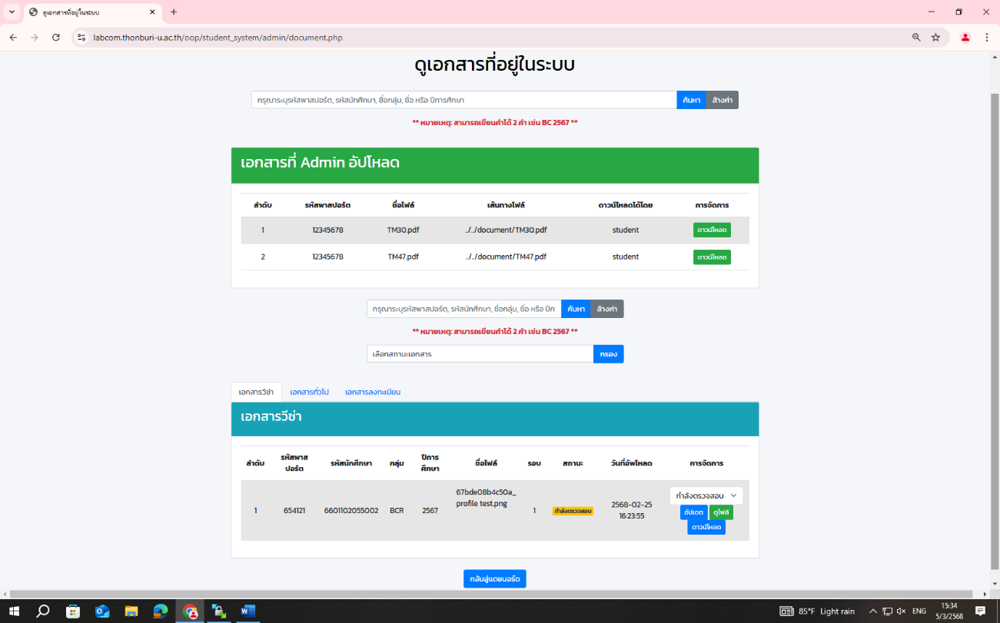 ดูเอกสารที่อยู่ในระบบ
labcom.thonburi-u.ac.th/oop/student_system/admin/document.php
ดูเอกสารที่อยู่ในระบบ
กรุณาระบุรหัสพาสปอร์ต, รหัสนักศึกษา, ชื่อกลุ่ม, ชื่อ หรือ ปีการศึกษา ค้นหา ล้างค่า
** หมายเหตุ: สามารถเขียนคำได้ 2 คำ เช่น BC 2567 **
เอกสารที่ Admin อัปโหลด
ลำดับ รหัสพาสปอร์ต ชื่อไฟล์ เส้นทางไฟล์ ดาวน์โหลดได้โดย การจัดการ
1 12345678 TM30.pdf ../../document/TM30.pdf student ดาวน์โหลด
2 12345678 TM47.pdf ../../document/TM47.pdf student ดาวน์โหลด
กรุณาระบุรหัสพาสปอร์ต, รหัสนักศึกษา, ชื่อกลุ่ม, ชื่อ หรือ ปีก ค้นหา ล้างค่า
** หมายเหตุ: สามารถเขียนคำได้ 2 คำ เช่น BC 2567 **
เลือกสถานะเอกสาร กรอง
เอกสารวีซ่า เอกสารทั่วไป เอกสารลงทะเบียน
เอกสารวีซ่า
ลำดับ รหัสพาสปอร์ต รหัสนักศึกษา กลุ่ม ปีการศึกษา ชื่อไฟล์ รอบ สถานะ วันที่อัพโหลด การจัดการ
1 654121 6601102055002 BCR 2567 67bde08b4c50a_profile test.png 1 กำลังตรวจสอบ 2568-02-25 16:23:55 กำลังตรวจสอบ
อัปเดต ดูไฟล์
ดาวน์โหลด
กลับสู่แดชบอร์ด
85°F Light rain ENG 15:34
5/3/2568